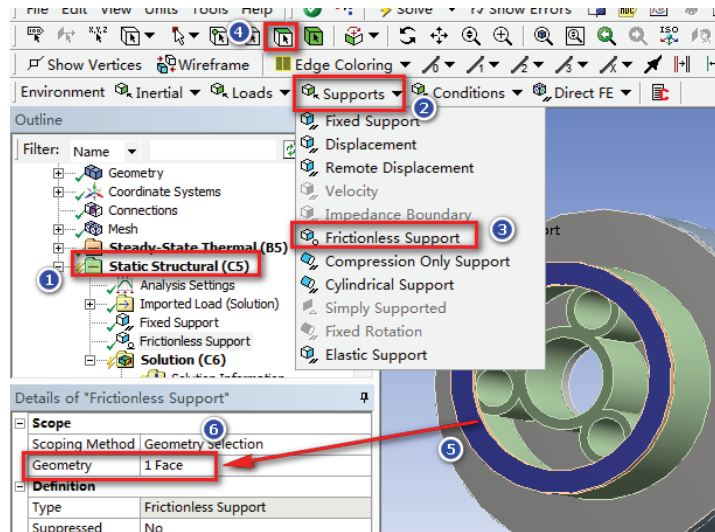 File Edit View Units Tools Help Solve Show Errors
4 ISO
Show Vertices Wireframe Edge Coloring
Environment Inertial Loads Supports Conditions Direct FE
2
Outline
Fixed Support
Filter: Name
Displacement
Geometry
Remote Displacement
Coordinate Systems
Velocity
Connections
Impedance Boundary
Mesh
Frictionless Support 3
Steady-State Thermal (B5)
Compression Only Support
1 Static Structural (C5)
Cylindrical Support
Analysis Settings
Simply Supported
Imported Load (Solution)
Fixed Rotation
Fixed Support
Elastic Support
Frictionless Support
Solution (C6)
Solution Information
Details of "Frictionless Support"
Scope
6
Scoping Method Geometry Selection
5
Geometry 1 Face
Definition
Type Frictionless Support
Suppressed No